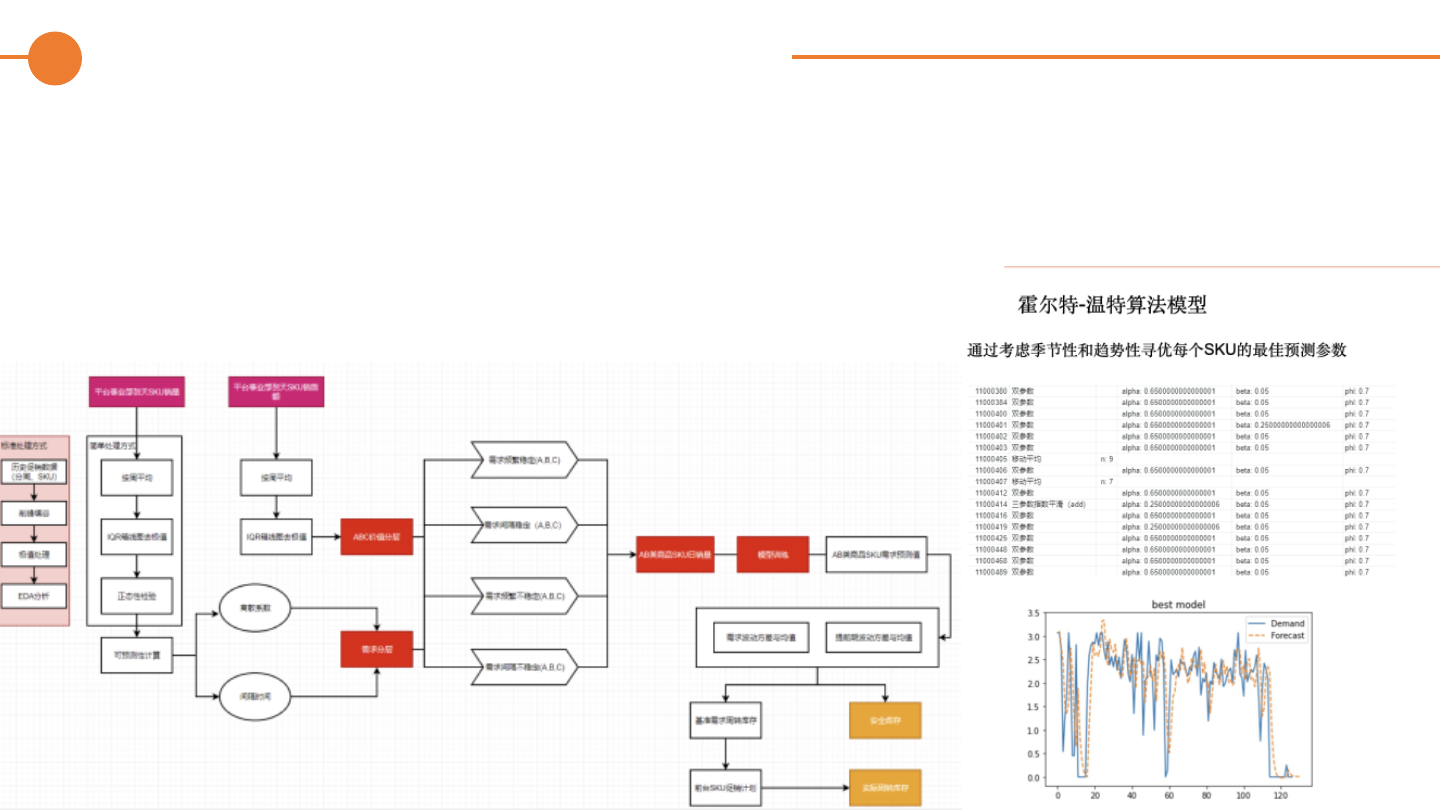 霍尔特-温特算法模型
通过考虑季节性和趋势性寻优每个SKU的最佳预测参数
平台事业部到天SKU销量
平台事业部到天SKU销售
额
标准处理方式
历史促销数据
(分周、SKU)
极值处理
EDA分析
简单处理方式
按周平均
IQR箱线图去极值
正态性检验
可预测性计算
按周平均
IQR箱线图去极值
离散系数
间隔时间
ABC价值分层
需求分层
需求频繁稳定(A,B,C)
需求间隔稳定 (A,B,C)
需求频繁不稳定(A,B,C)
需求间隔不稳定(A,B,C)
AB类商品SKU日销量
模型训练
AB类商品SKU需求预测值
需求波动方差与均值
提前期波动方差与均值
基准需求周转库存
安全库存
前台SKU促销计划
实际周转库存
11000380 双参数 alpha: 0.6500000000000001 beta: 0.05 phi: 0.7
11000384 双参数 alpha: 0.6500000000000001 beta: 0.05 phi: 0.7
11000400 双参数 alpha: 0.6500000000000001 beta: 0.05 phi: 0.7
11000401 双参数 alpha: 0.6500000000000001 beta: 0.25000000000000006 phi: 0.7
11000402 双参数 alpha: 0.6500000000000001 beta: 0.05 phi: 0.7
11000403 双参数 alpha: 0.6500000000000001 beta: 0.05 phi: 0.7
11000405 移动平均 n: 9
11000406 双参数 alpha: 0.6500000000000001 beta: 0.05 phi: 0.7
11000407 移动平均 n: 7
11000412 双参数 alpha: 0.6500000000000001 beta: 0.05 phi: 0.7
11000414 三参数指数平滑 (add) alpha: 0.25000000000000006 beta: 0.05 phi: 0.7
11000416 双参数 alpha: 0.6500000000000001 beta: 0.05 phi: 0.7
11000419 双参数 alpha: 0.25000000000000006 beta: 0.05 phi: 0.7
11000425 双参数 alpha: 0.6500000000000001 beta: 0.05 phi: 0.7
11000448 双参数 alpha: 0.6500000000000001 beta: 0.05 phi: 0.7
11000468 双参数 alpha: 0.6500000000000001 beta: 0.05 phi: 0.7
11000489 双参数 alpha: 0.6500000000000001 beta: 0.05 phi: 0.7
best model
Demand
Forecast
3.5
3.0
2.5
2.0
1.5
1.0
0.5
0.0
0 20 40 60 80 100 120